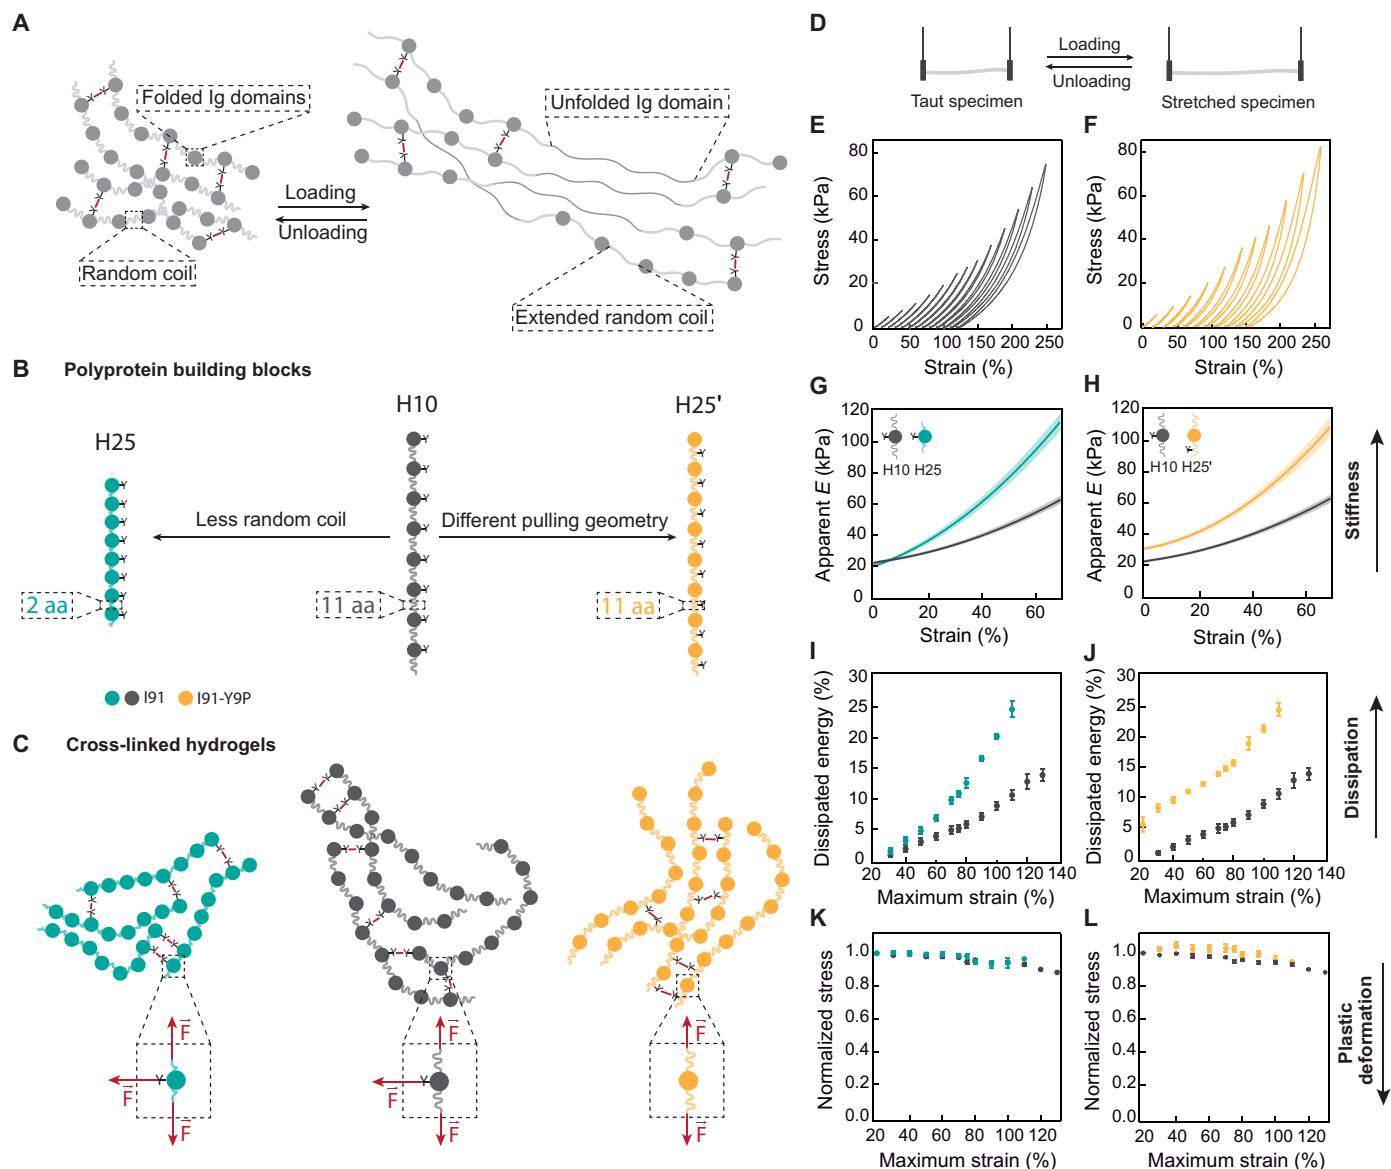 A
Folded Ig domains
Unfolded Ig domain
Loading
Unloading
Random coil
Extended random coil
B Polyprotein building blocks
H25
H10
H25'
Less random coil
Different pulling geometry
Y
Y
Y
Y
Y
Y
Y
Y
2 aa
11 aa
11 aa
I91
I91-Y9P
C Cross-linked hydrogels
F
F
F
Y
F
F
F
Y
F
F
D
Loading
Unloading
Taut specimen
Stretched specimen
E
Stress (kPa)
80
60
40
20
0
0 50 100 150 200 250
Strain (%)
F
Stress (kPa)
80
60
40
20
0
0 50 100 150 200 250
Strain (%)
G
Apparent E (kPa)
120
100
80
60
40
20
0
Y Y
H10 H25
0 20 40 60
Strain (%)
H
Apparent E (kPa)
120
100
80
60
40
20
0
Y Y
H10 H25'
0 20 40 60
Strain (%)
Stiffness
I
Dissipated energy (%)
30
25
20
15
10
5
0
20 40 60 80 100 120 140
Maximum strain (%)
J
Dissipated energy (%)
30
25
20
15
10
5
0
20 40 60 80 100 120 140
Maximum strain (%)
Dissipation
K
Normalized stress
1.0
0.8
0.6
0.4
0.2
0.0
20 40 60 80 100 120
Maximum strain (%)
L
Normalized stress
1.0
0.8
0.6
0.4
0.2
0.0
20 40 60 80 100 120
Maximum strain (%)
Plastic
deformation